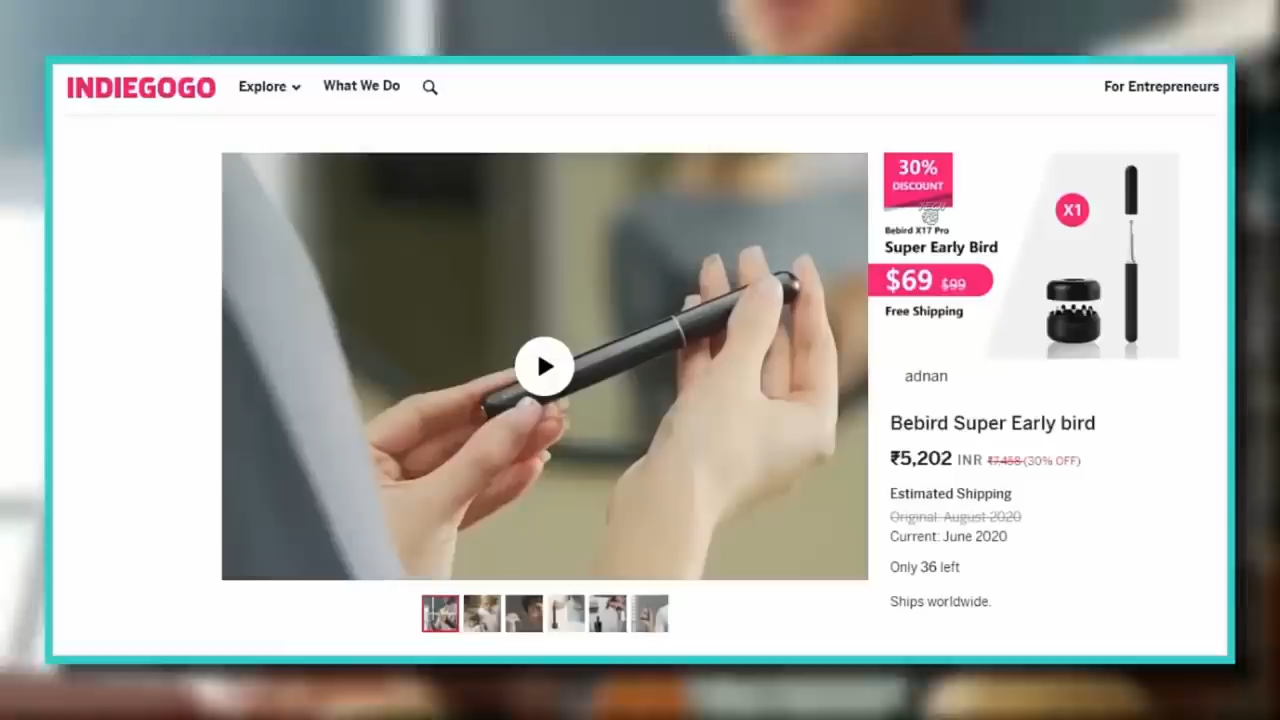 INDIEGOGO
Explore
What We Do
For Entrepreneurs
30%
DISCOUNT
TECH
Bebird X17 Pro
Super Early Bird
$69 $99
Free Shipping
X1
adnan
Bebird Super Early bird
₹5,202 INR ₹7,458 (30% OFF)
Estimated Shipping
Original: August 2020
Current: June 2020
Only 36 left
Ships worldwide.